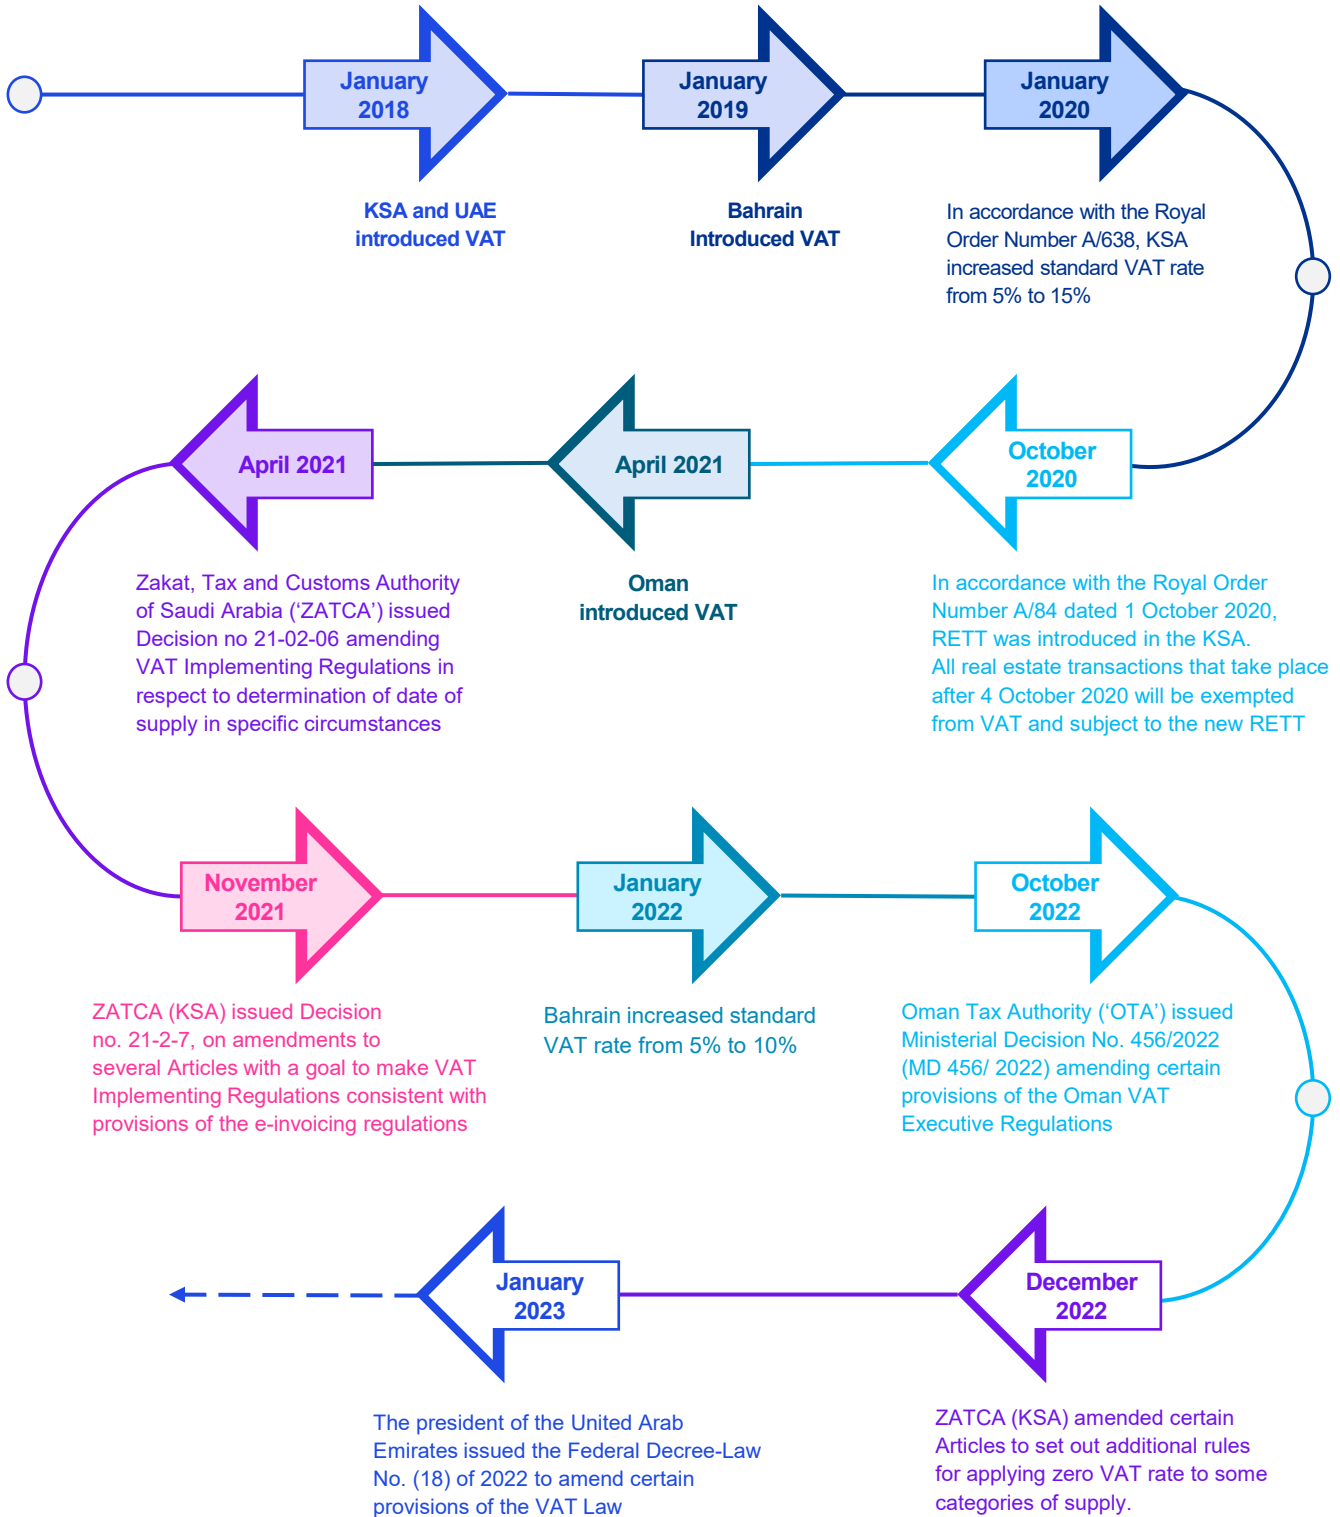 January
2018
KSA and UAE
introduced VAT
January
2019
Bahrain
Introduced VAT
January
2020
In accordance with the Royal
Order Number A/638, KSA
increased standard VAT rate
from 5% to 15%
October
2020
In accordance with the Royal Order
Number A/84 dated 1 October 2020,
RETT was introduced in the KSA.
All real estate transactions that take place
after 4 October 2020 will be exempted
from VAT and subject to the new RETT
April 2021
Oman
introduced VAT
April 2021
Zakat, Tax and Customs Authority
of Saudi Arabia (‘ZATCA’) issued
Decision no 21-02-06 amending
VAT Implementing Regulations in
respect to determination of date of
supply in specific circumstances
November
2021
ZATCA (KSA) issued Decision
no. 21-2-7, on amendments to
several Articles with a goal to make VAT
Implementing Regulations consistent with
provisions of the e-invoicing regulations
January
2022
Bahrain increased standard
VAT rate from 5% to 10%
October
2022
Oman Tax Authority (‘OTA’) issued
Ministerial Decision No. 456/2022
(MD 456/ 2022) amending certain
provisions of the Oman VAT
Executive Regulations
December
2022
ZATCA (KSA) amended certain
Articles to set out additional rules
for applying zero VAT rate to some
categories of supply.
January
2023
The president of the United Arab
Emirates issued the Federal Decree-Law
No. (18) of 2022 to amend certain
provisions of the VAT Law